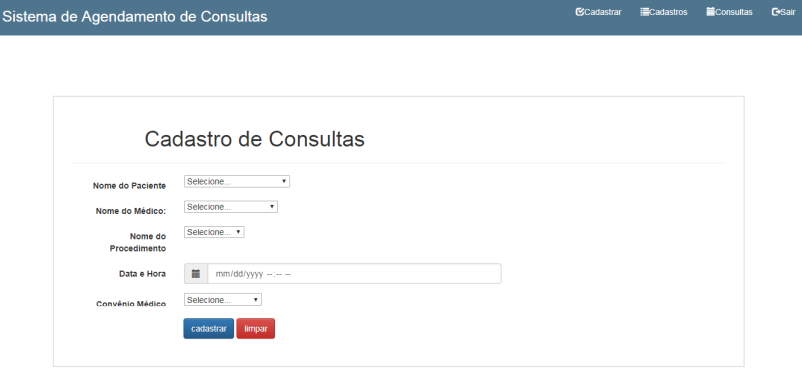 Sistema de Agendamento de Consultas
Cadastrar Cadastros Consultas Sair
Cadastro de Consultas
Nome do Paciente Selecione...
Nome do Médico: Selecione...
Nome do Procedimento Selecione...
Data e Hora mm/dd/yyyy --:-- --
Convênio Médico Selecione...
cadastrar limpar